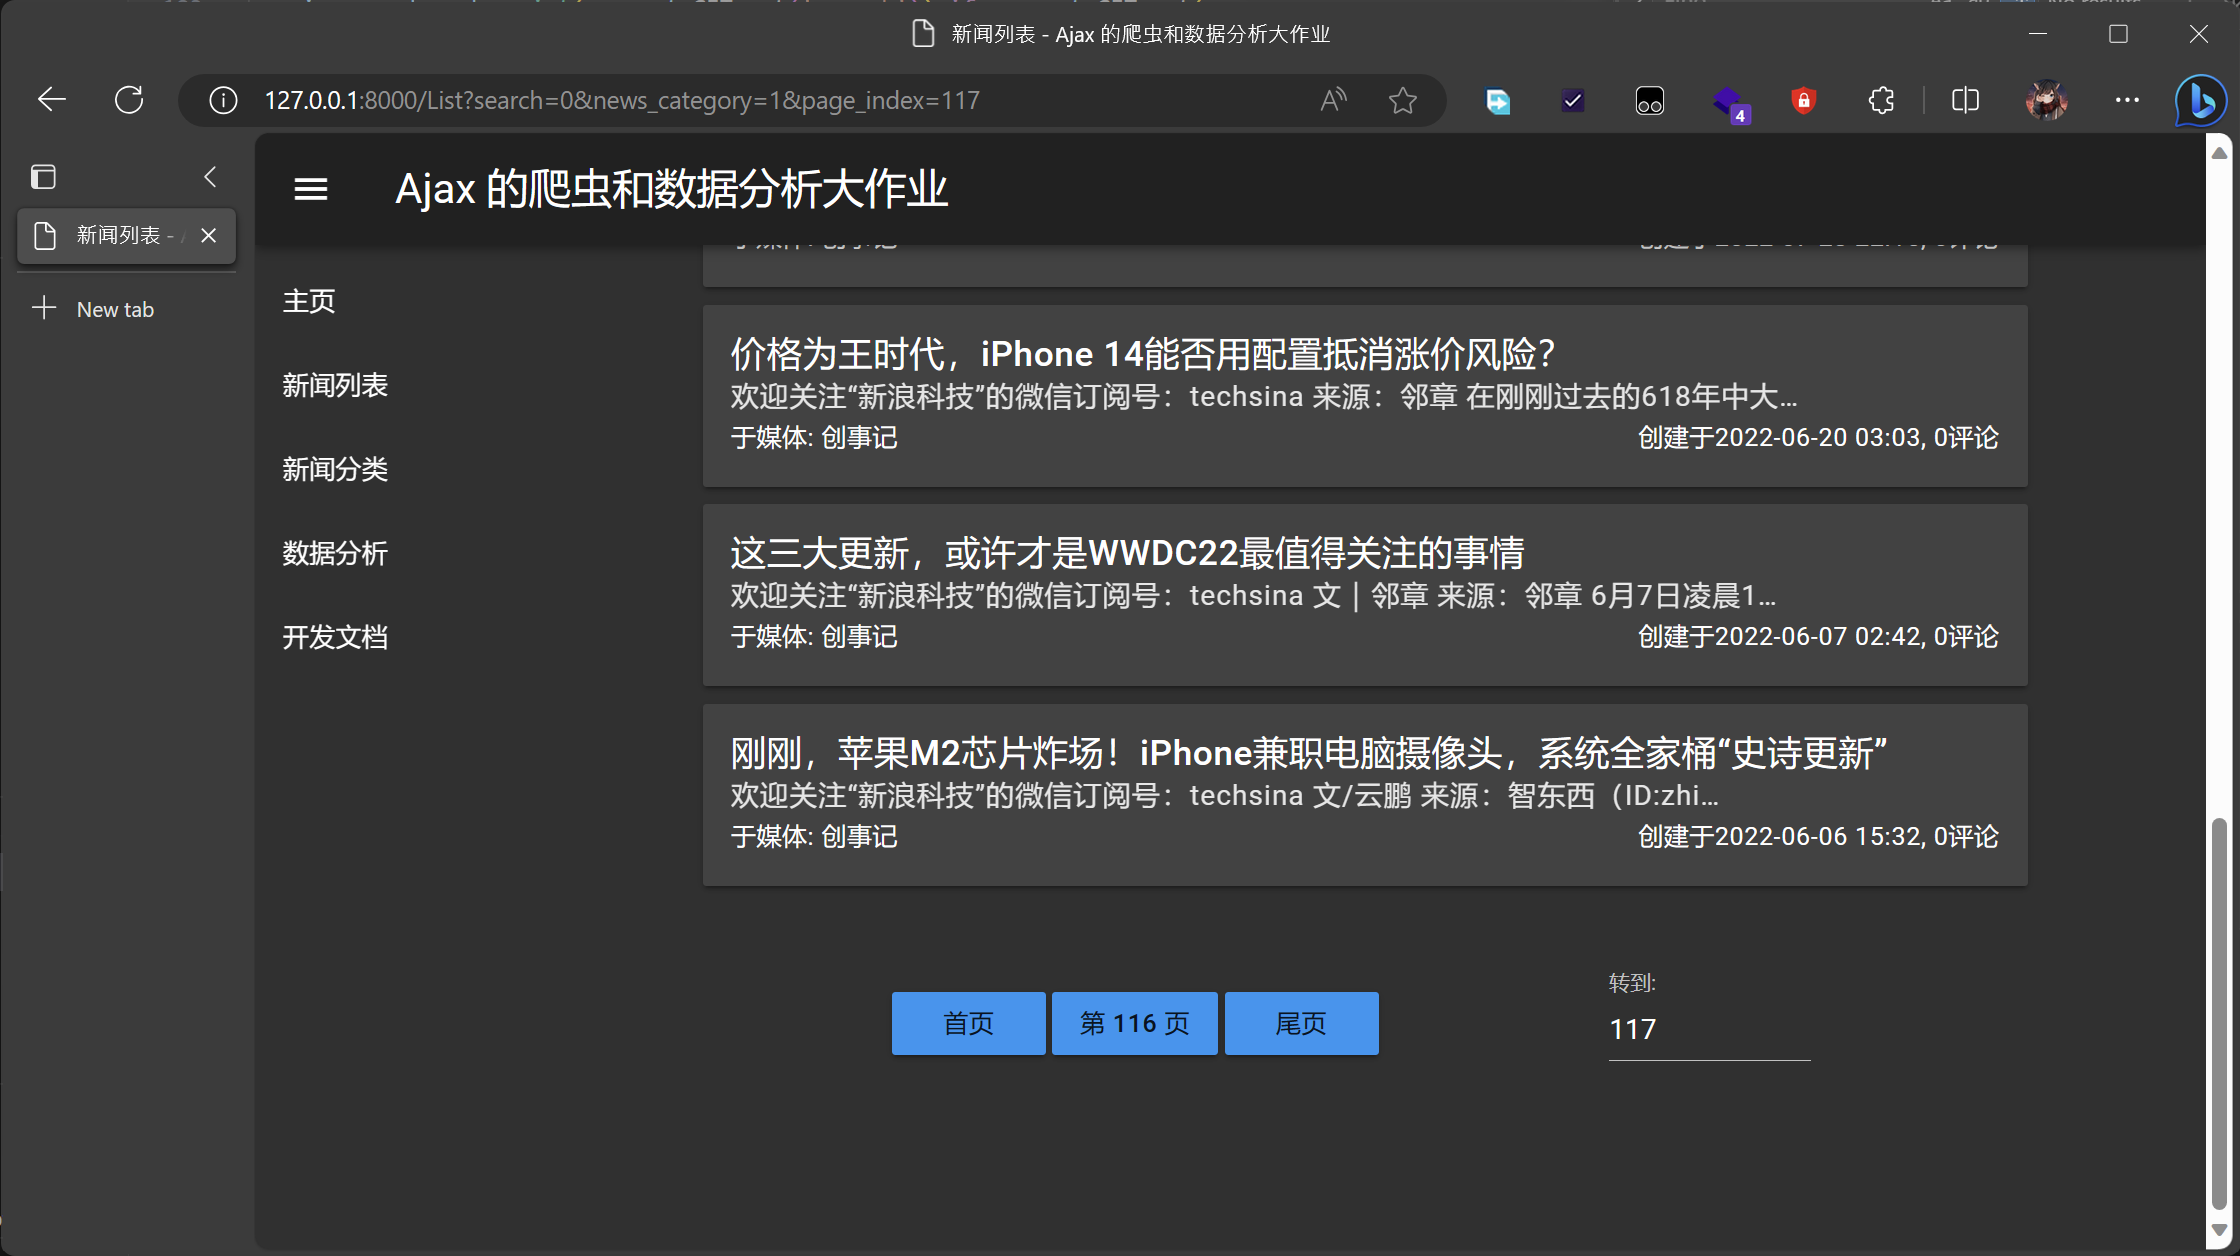 新闻列表 - Ajax 的爬虫和数据分析大作业
127.0.0.1:8000/List?search=0&news_category=1&page_index=117
4
Ajax 的爬虫和数据分析大作业
新闻列表 -
New tab
主页
新闻列表
新闻分类
数据分析
开发文档
价格为王时代，iPhone 14能否用配置抵消涨价风险？
欢迎关注“新浪科技”的微信订阅号：techsina 来源：邻章 在刚刚过去的618年中大...
于媒体: 创事记
创建于2022-06-20 03:03, 0评论
这三大更新，或许才是WWDC22最值得关注的事情
欢迎关注“新浪科技”的微信订阅号：techsina 文｜邻章 来源：邻章 6月7日凌晨1...
于媒体: 创事记
创建于2022-06-07 02:42, 0评论
刚刚，苹果M2芯片炸场！iPhone兼职电脑摄像头，系统全家桶“史诗更新”
欢迎关注“新浪科技”的微信订阅号：techsina 文/云鹏 来源：智东西（ID:zhi...
于媒体: 创事记
创建于2022-06-06 15:32, 0评论
首页
第 116 页
尾页
转到:
117